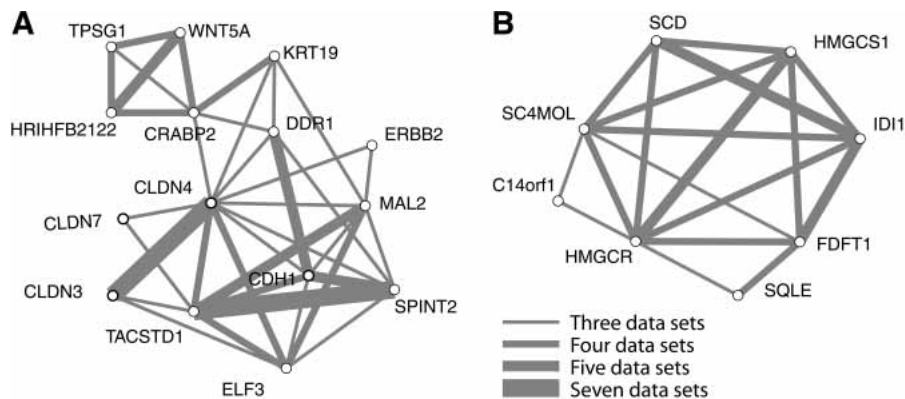 A
TPSG1
WNT5A
KRT19
HRIHFB2122
CRABP2
DDR1
ERBB2
CLDN4
CLDN7
MAL2
CDH1
CLDN3
SPINT2
TACSTD1
ELF3
B
SCD
HMGCS1
SC4MOL
IDI1
C14orf1
HMGCR
FDFT1
SQLE
Three data sets
Four data sets
Five data sets
Seven data sets